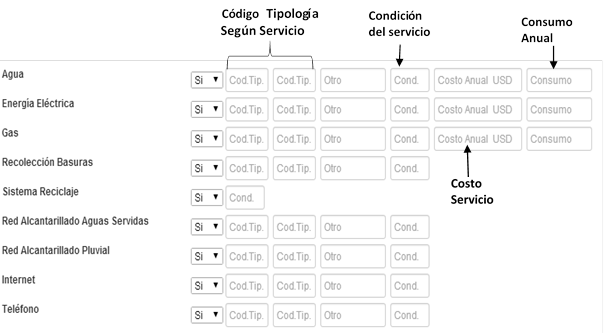 Código Tipología
Según Servicio
Condición
del servicio
Consumo
Anual
Agua Si Cod.Tip. Cod.Tip. Otro Cond. Costo Anual USD Consumo
Energía Eléctrica Si Cod.Tip. Cod.Tip. Otro Cond. Costo Anual USD Consumo
Gas Si Cod.Tip. Cod.Tip. Otro Cond. Costo Anual USD Consumo
Recolección Basuras Si Cod.Tip. Cod.Tip. Otro Cond.
Costo
Servicio
Sistema Reciclaje Si Cond.
Red Alcantarillado Aguas Servidas Si Cod.Tip. Cod.Tip. Otro Cond.
Red Alcantarillado Pluvial Si Cod.Tip. Cod.Tip. Otro Cond.
Internet Si Cod.Tip. Cod.Tip. Otro Cond.
Teléfono Si Cod.Tip. Cod.Tip. Otro Cond.